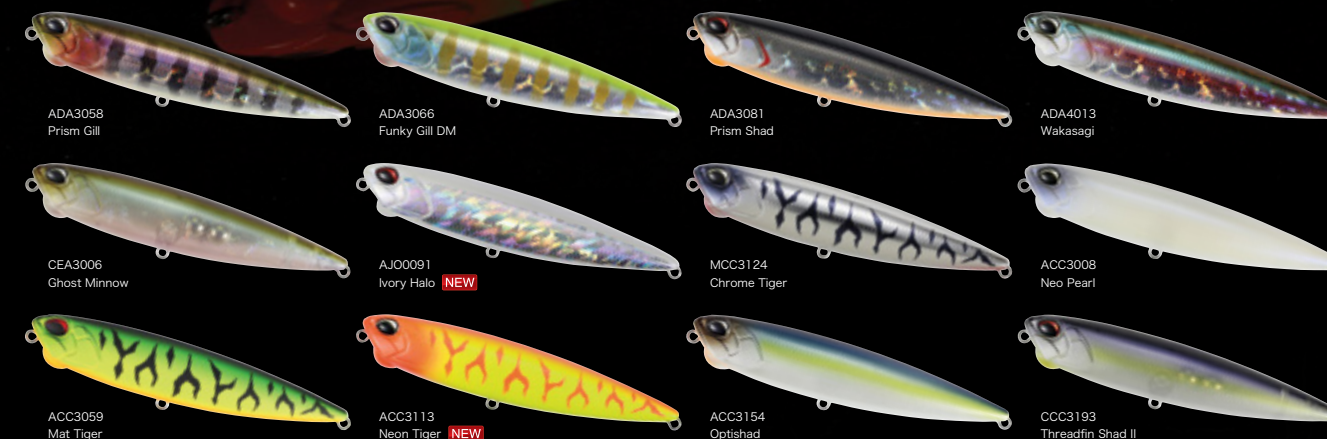 ADA3058
Prism Gill
ADA3066
Funky Gill DM
ADA3081
Prism Shad
ADA4013
Wakasagi
CEA3006
Ghost Minnow
AJO0091
Ivory Halo NEW
MCC3124
Chrome Tiger
ACC3008
Neo Pearl
ACC3059
Mat Tiger
ACC3113
Neon Tiger NEW
ACC3154
Optishad
CCC3193
Threadfin Shad II